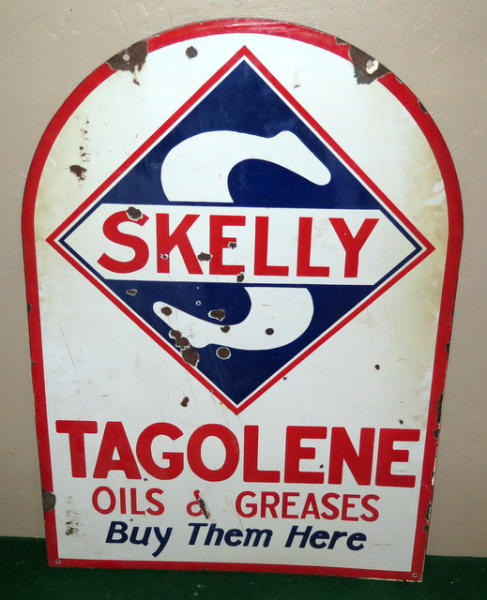 S
SKELLY
TAGOLENE
OILS & GREASES
Buy Them Here